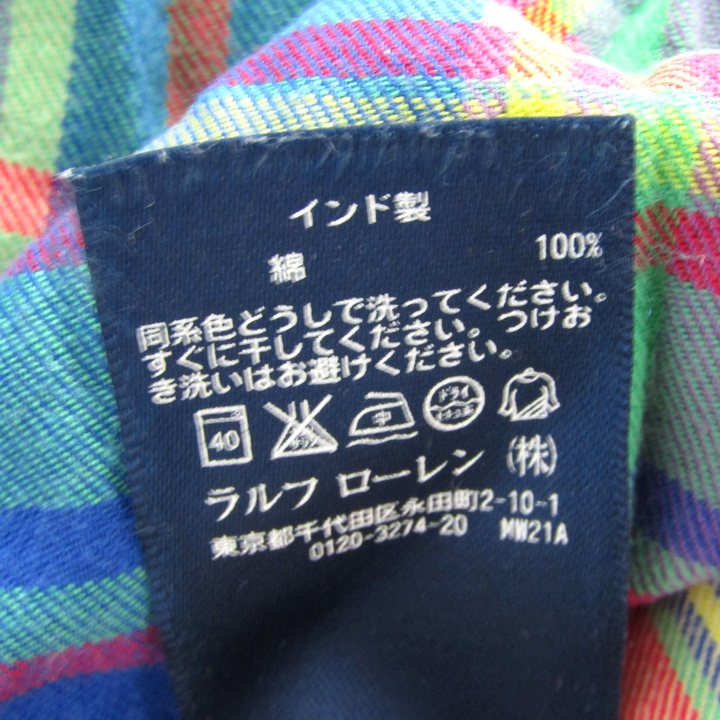 インド製
綿 100%
同系色どうしで洗ってください。
すぐに干してください。つけお
き洗いはお避けください。
40 中 ドライ
ラルフ ローレン (株)
東京都千代田区永田町2-10-1
0120-3274-20 MW21A